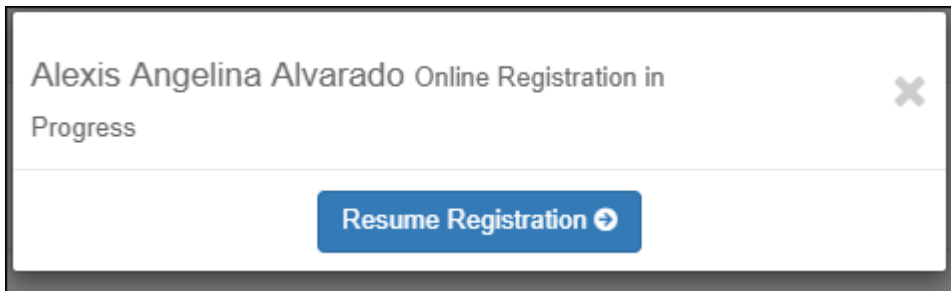 Alexis Angelina Alvarado Online Registration in
Progress
Resume Registration